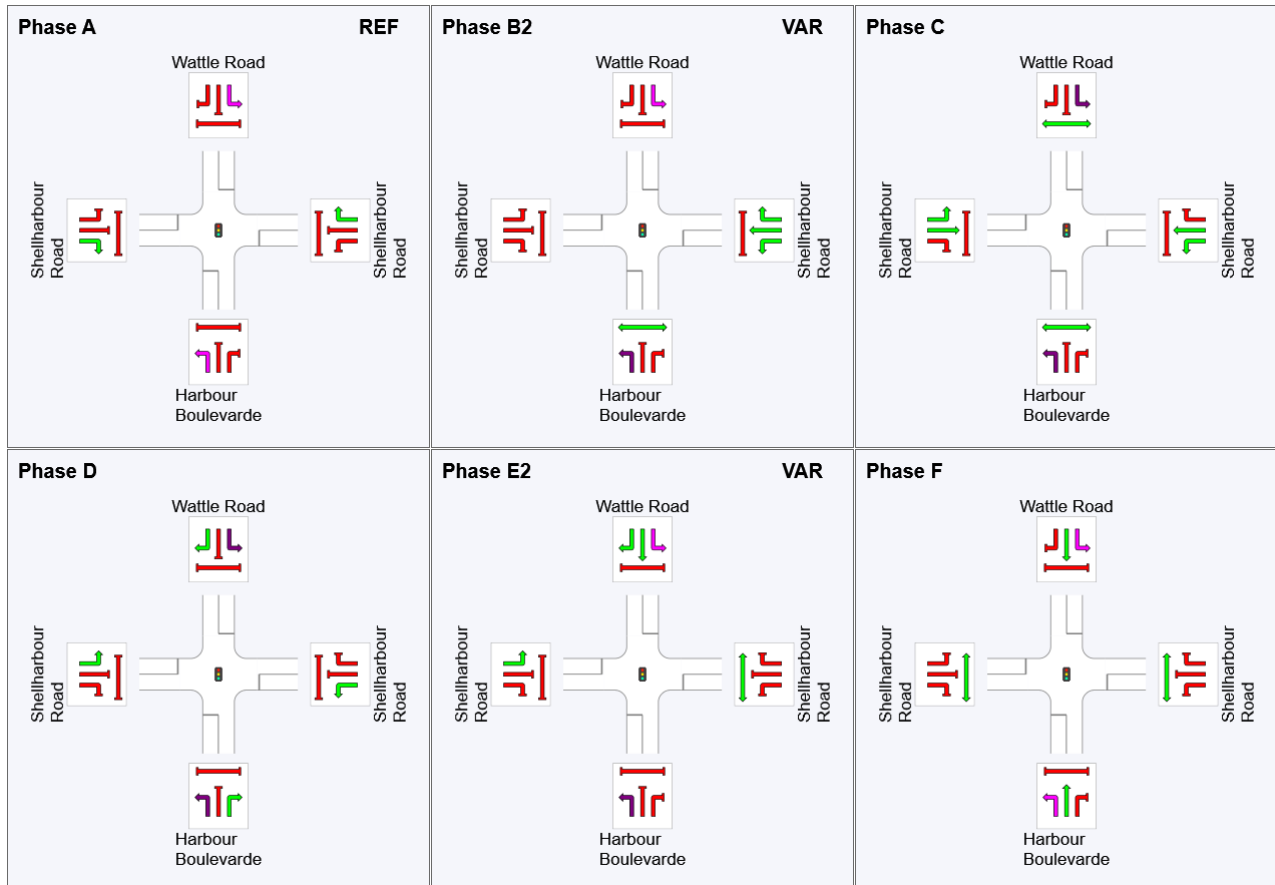 Phase A REF
Wattle Road
Shellharbour
Road
Shellharbour
Road
Harbour
Boulevarde
Phase B2 VAR
Wattle Road
Shellharbour
Road
Shellharbour
Road
Harbour
Boulevarde
Phase C
Wattle Road
Shellharbour
Road
Shellharbour
Road
Harbour
Boulevarde
Phase D
Wattle Road
Shellharbour
Road
Shellharbour
Road
Harbour
Boulevarde
Phase E2 VAR
Wattle Road
Shellharbour
Road
Shellharbour
Road
Harbour
Boulevarde
Phase F
Wattle Road
Shellharbour
Road
Shellharbour
Road
Harbour
Boulevarde